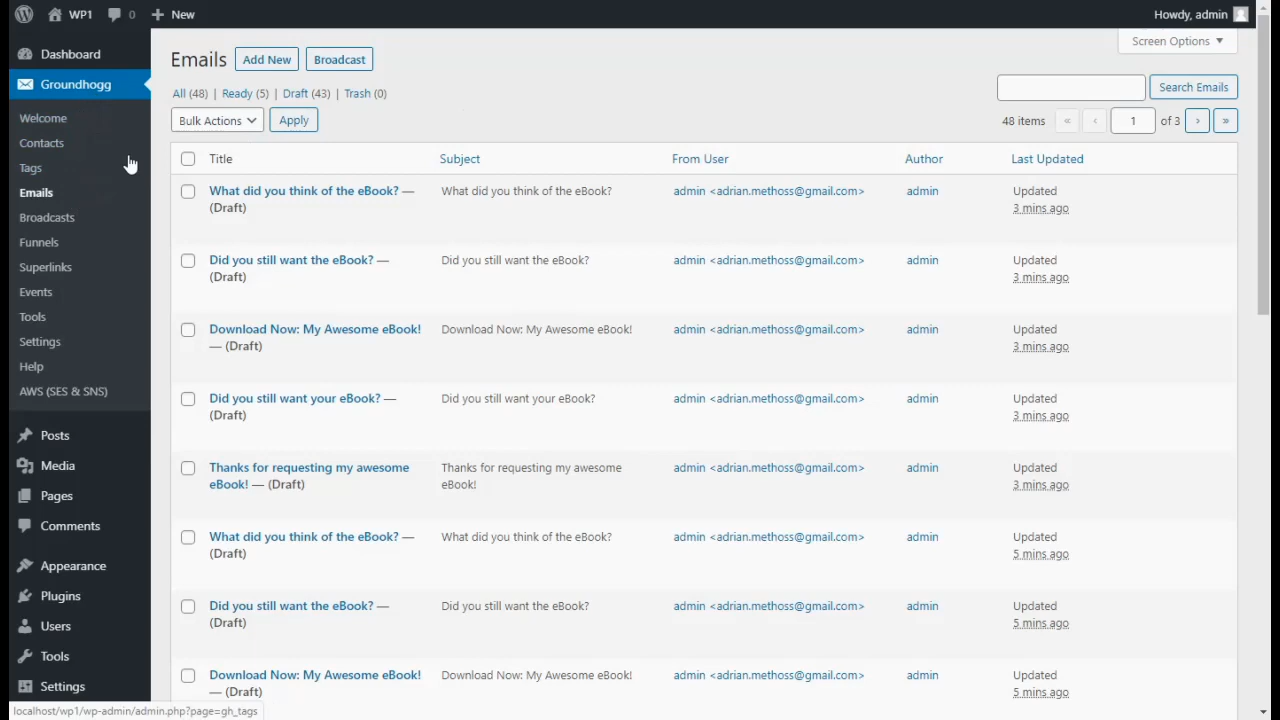 WP1
0
New
Howdy, admin
Dashboard
Groundhogg
Welcome
Contacts
Tags
Emails
Broadcasts
Funnels
Superlinks
Events
Tools
Settings
Help
AWS (SES & SNS)
Posts
Media
Pages
Comments
Appearance
Plugins
Users
Tools
Settings
Screen Options
Emails Add New Broadcast
All (48) | Ready (5) | Draft (43) | Trash (0)
Search Emails
Bulk Actions Apply
48 items « ‹ 1 of 3 › »
Title Subject From User Author Last Updated
What did you think of the eBook? — What did you think of the eBook? admin <adrian.methoss@gmail.com> admin Updated
(Draft) 3 mins ago
Did you still want the eBook? — Did you still want the eBook? admin <adrian.methoss@gmail.com> admin Updated
(Draft) 3 mins ago
Download Now: My Awesome eBook! Download Now: My Awesome eBook! admin <adrian.methoss@gmail.com> admin Updated
— (Draft) 3 mins ago
Did you still want your eBook? — Did you still want your eBook? admin <adrian.methoss@gmail.com> admin Updated
(Draft) 3 mins ago
Thanks for requesting my awesome Thanks for requesting my awesome admin <adrian.methoss@gmail.com> admin Updated
eBook! — (Draft) eBook! 3 mins ago
What did you think of the eBook? — What did you think of the eBook? admin <adrian.methoss@gmail.com> admin Updated
(Draft) 5 mins ago
Did you still want the eBook? — Did you still want the eBook? admin <adrian.methoss@gmail.com> admin Updated
(Draft) 5 mins ago
Download Now: My Awesome eBook! Download Now: My Awesome eBook! admin <adrian.methoss@gmail.com> admin Updated
— (Draft) 5 mins ago
localhost/wp1/wp-admin/admin.php?page=gh_tags